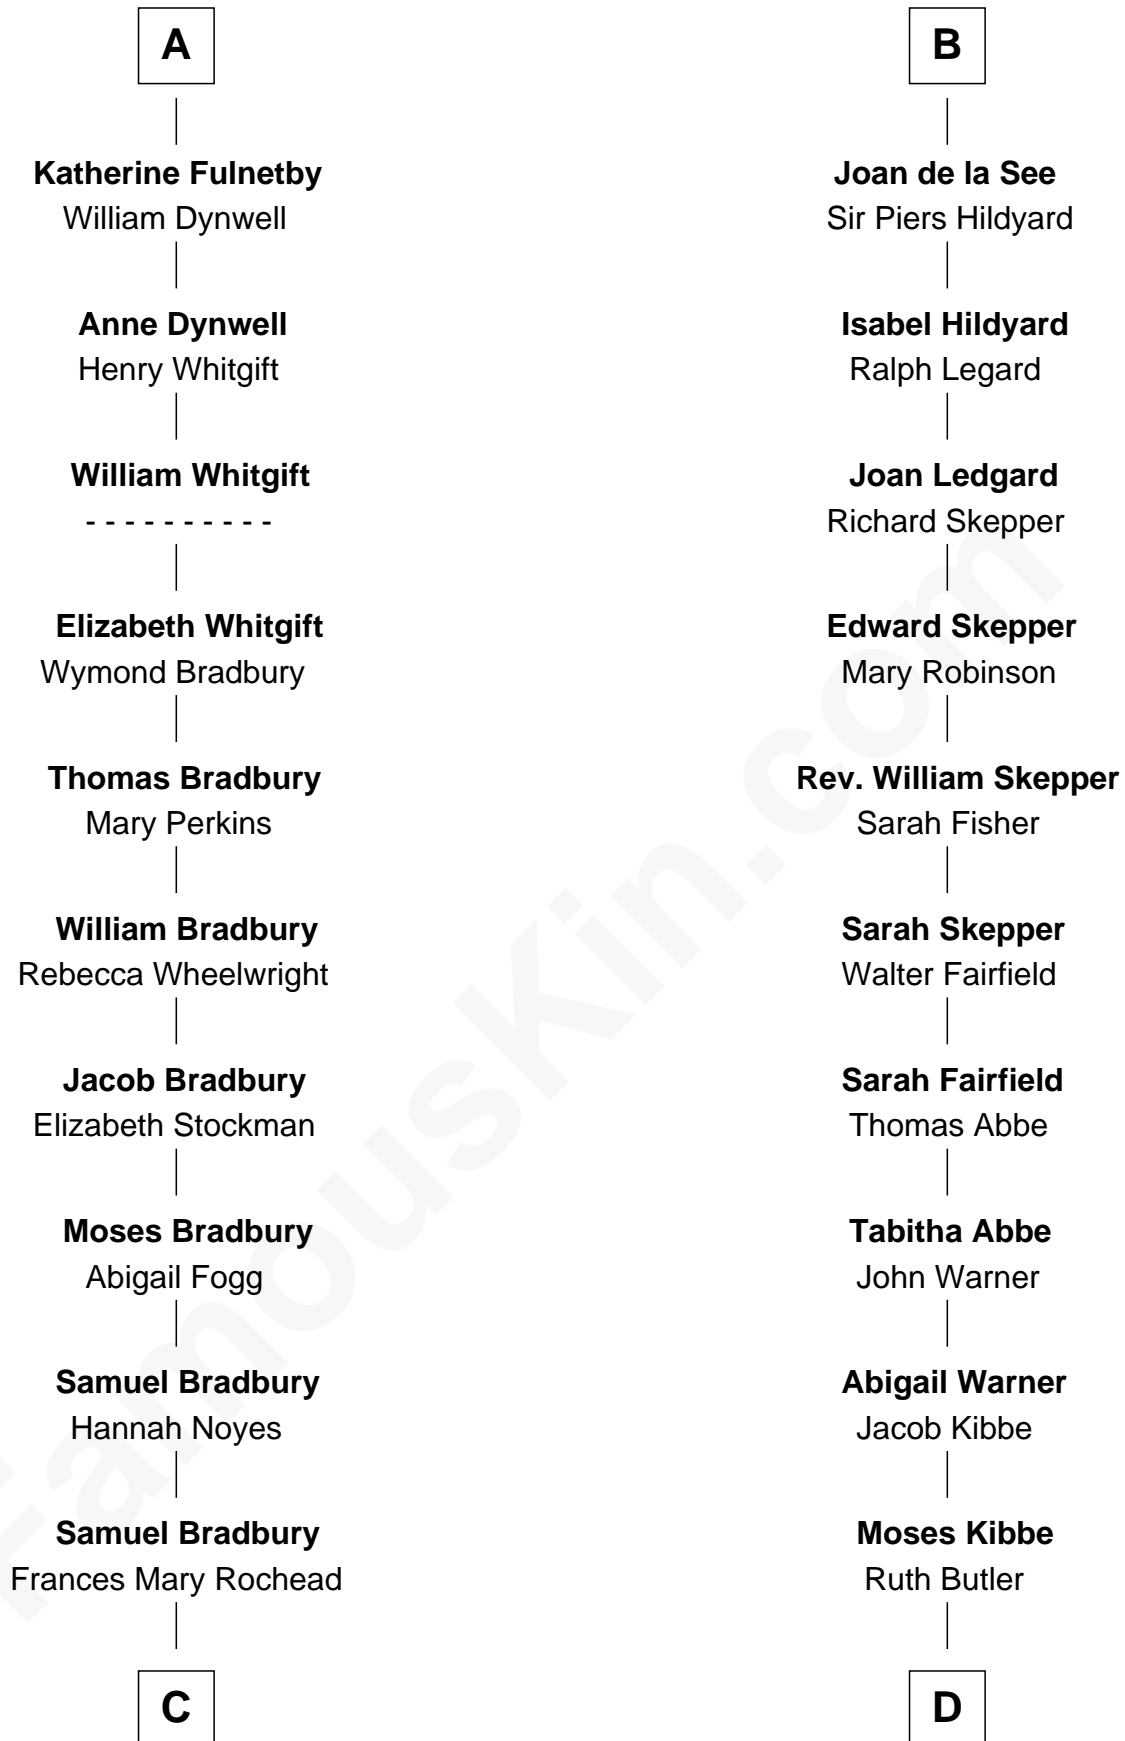 A
Katherine Fulnetby
William Dynwell
Anne Dynwell
Henry Whitgift
William Whitgift
- - - - - - - - - -
Elizabeth Whitgift
Wymond Bradbury
Thomas Bradbury
Mary Perkins
William Bradbury
Rebecca Wheelwright
Jacob Bradbury
Elizabeth Stockman
Moses Bradbury
Abigail Fogg
Samuel Bradbury
Hannah Noyes
Samuel Bradbury
Frances Mary Rochead
C
B
Joan de la See
Sir Piers Hildyard
Isabel Hildyard
Ralph Legard
Joan Ledgard
Richard Skepper
Edward Skepper
Mary Robinson
Rev. William Skepper
Sarah Fisher
Sarah Skepper
Walter Fairfield
Sarah Fairfield
Thomas Abbe
Tabitha Abbe
John Warner
Abigail Warner
Jacob Kibbe
Moses Kibbe
Ruth Butler
D
FamousKin.com